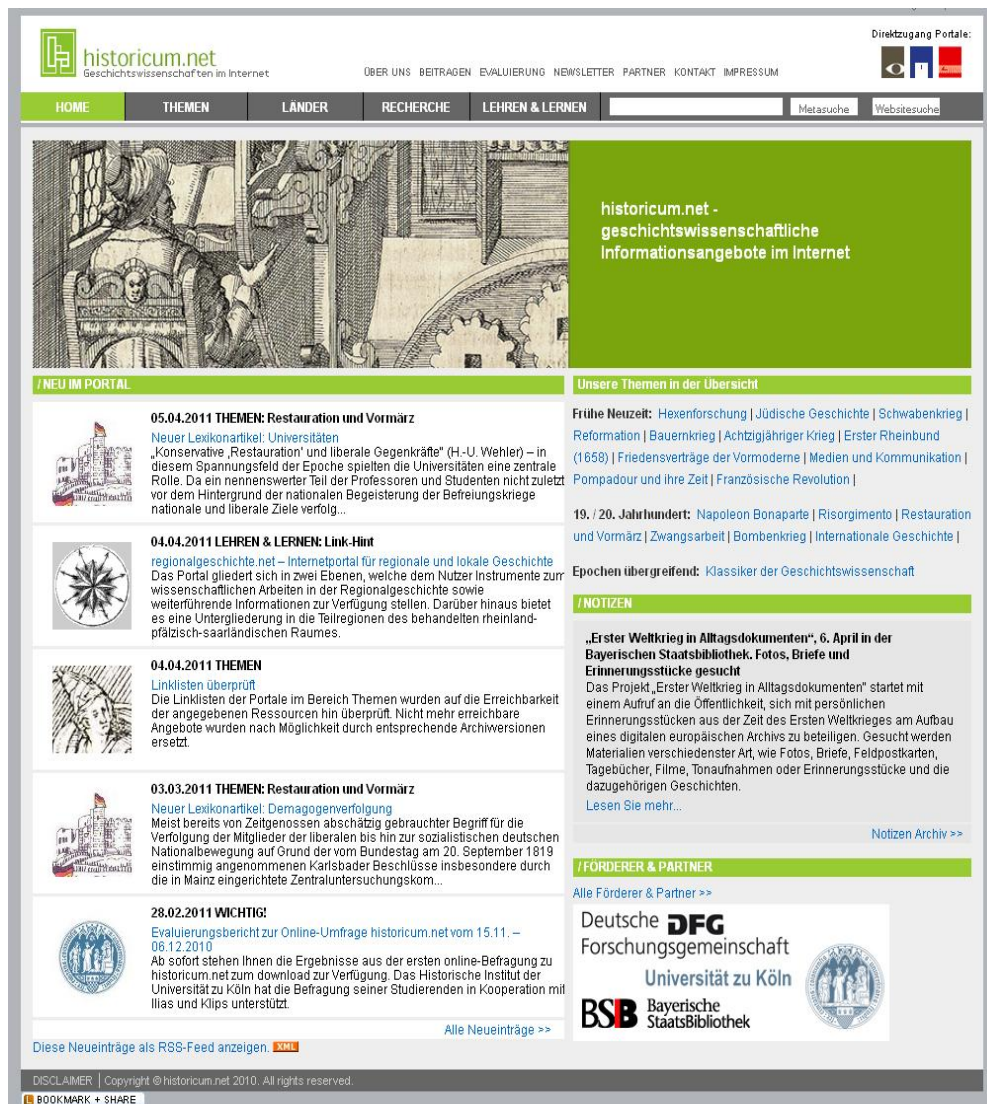 Direktzugang Portale:
historicum.net
Geschichtswissenschaften im Internet
ÜBER UNS BEITRAGEN EVALUIERUNG NEWSLETTER PARTNER KONTAKT IMPRESSUM
HOME THEMEN LÄNDER RECHERCHE LEHREN & LERNEN Metasuche Websitesuche
historicum.net -
geschichtswissenschaftliche
Informationsangebote im Internet
/ NEU IM PORTAL
05.04.2011 THEMEN: Restauration und Vormärz
Neuer Lexikonartikel: Universitäten
„Konservative ‚Restauration' und liberale Gegenkräfte" (H.-U. Wehler) – in
diesem Spannungsfeld der Epoche spielten die Universitäten eine zentrale
Rolle. Da ein nennenswerter Teil der Professoren und Studenten nicht zuletzt
vor dem Hintergrund der nationalen Begeisterung der Befreiungskriege
nationale und liberale Ziele verfolg...
04.04.2011 LEHREN & LERNEN: Link-Hint
regionalgeschichte.net – Internetportal für regionale und lokale Geschichte
Das Portal gliedert sich in zwei Ebenen, welche dem Nutzer Instrumente zum
wissenschaftlichen Arbeiten in der Regionalgeschichte sowie
weiterführende Informationen zur Verfügung stellen. Darüber hinaus bietet
es eine Untergliederung in die Teilregionen des behandelten rheinland-
pfälzisch-saarländischen Raumes.
04.04.2011 THEMEN
Linklisten überprüft
Die Linklisten der Portale im Bereich Themen wurden auf die Erreichbarkeit
der angegebenen Ressourcen hin überprüft. Nicht mehr erreichbare
Angebote wurden nach Möglichkeit durch entsprechende Archivversionen
ersetzt.
03.03.2011 THEMEN: Restauration und Vormärz
Neuer Lexikonartikel: Demagogenverfolgung
Meist bereits von Zeitgenossen abschätzig gebrauchter Begriff für die
Verfolgung der Mitglieder der liberalen bis hin zur sozialistischen deutschen
Nationalbewegung auf Grund der vom Bundestag am 20. September 1819
einstimmig angenommenen Karlsbader Beschlüsse insbesondere durch
die in Mainz eingerichtete Zentraluntersuchungskom...
28.02.2011 WICHTIG!
Evaluierungsbericht zur Online-Umfrage historicum.net vom 15.11. –
06.12.2010
Ab sofort stehen Ihnen die Ergebnisse aus der ersten online-Befragung zu
historicum.net zum download zur Verfügung. Das Historische Institut der
Universität zu Köln hat die Befragung seiner Studierenden in Kooperation mit
Ilias und Klips unterstützt.
Alle Neueinträge >>
Diese Neueinträge als RSS-Feed anzeigen. XML
Unsere Themen in der Übersicht
Frühe Neuzeit: Hexenforschung | Jüdische Geschichte | Schwabenkrieg |
Reformation | Bauernkrieg | Achtzigjähriger Krieg | Erster Rheinbund
(1658) | Friedensverträge der Vormoderne | Medien und Kommunikation |
Pompadour und ihre Zeit | Französische Revolution |
19. / 20. Jahrhundert: Napoleon Bonaparte | Risorgimento | Restauration
und Vormärz | Zwangsarbeit | Bombenkrieg | Internationale Geschichte |
Epochen übergreifend: Klassiker der Geschichtswissenschaft
/ NOTIZEN
„Erster Weltkrieg in Alltagsdokumenten", 6. April in der
Bayerischen Staatsbibliothek. Fotos, Briefe und
Erinnerungsstücke gesucht
Das Projekt „Erster Weltkrieg in Alltagsdokumenten" startet mit
einem Aufruf an die Öffentlichkeit, sich mit persönlichen
Erinnerungsstücken aus der Zeit des Ersten Weltkrieges am Aufbau
eines digitalen europäischen Archivs zu beteiligen. Gesucht werden
Materialien verschiedenster Art, wie Fotos, Briefe, Feldpostkarten,
Tagebücher, Filme, Tonaufnahmen oder Erinnerungsstücke und die
dazugehörigen Geschichten.
Lesen Sie mehr...
Notizen Archiv >>
/ FÖRDERER & PARTNER
Alle Förderer & Partner >>
Deutsche DFG
Forschungsgemeinschaft
Universität zu Köln
BSB Bayerische
StaatsBibliothek
DISCLAIMER | Copyright © historicum.net 2010. All rights reserved.
BOOKMARK + SHARE